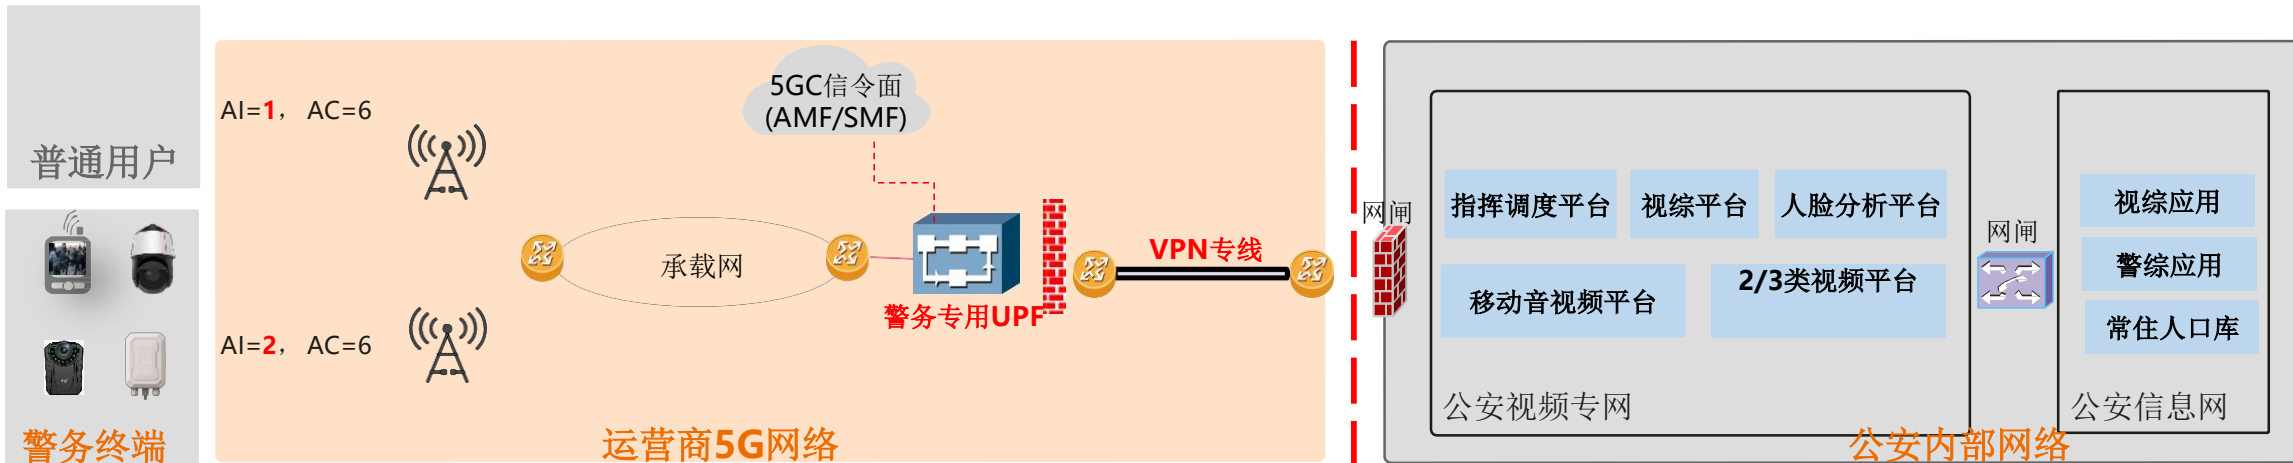 普通用户
警务终端
AI=1， AC=6
AI=2， AC=6
5GC信令面
(AMF/SMF)
承载网
警务专用UPF
VPN专线
运营商5G网络
网闸
指挥调度平台
视综平台
人脸分析平台
移动音视频平台
2/3类视频平台
公安视频专网
网闸
视综应用
警综应用
常住人口库
公安信息网
公安内部网络